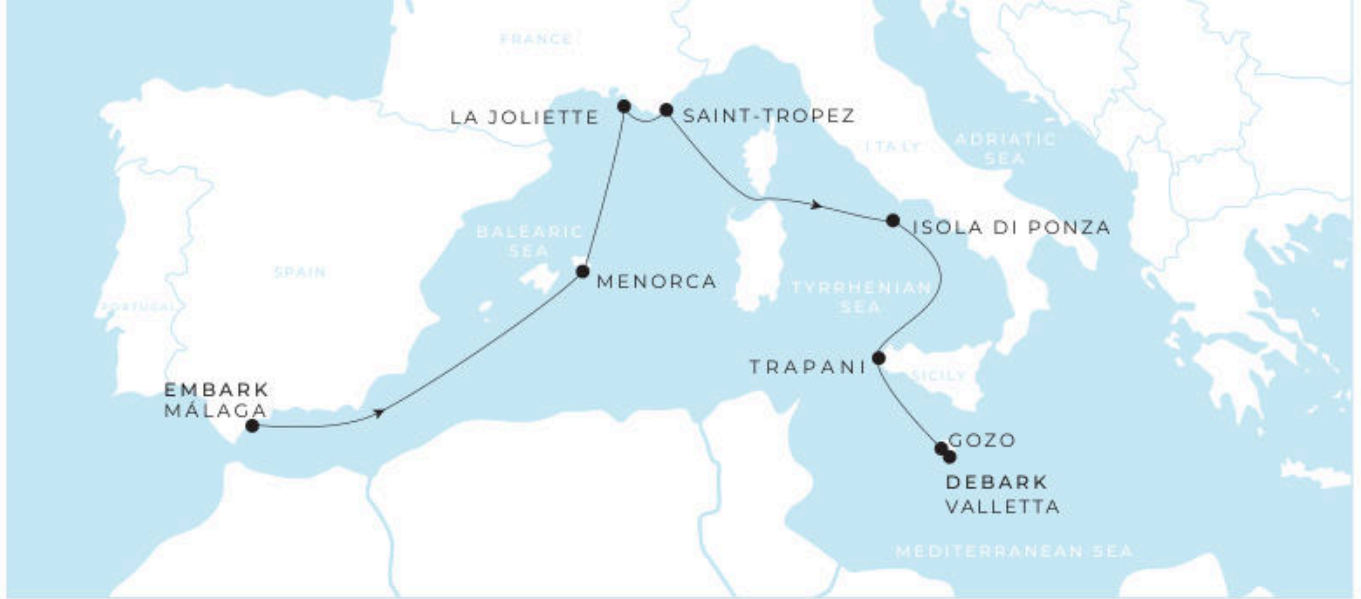 FRANCE
LA JOLIETTE
SAINT-TROPEZ
ITALY
ADRIATIC
SEA
BALEARIC
SEA
ISOLA DI PONZA
SPAIN
MENORCA
TYRRHENIAN
SEA
PORTUGAL
TRAPANI
SICILY
EMBARK
MÁLAGA
GOZO
DEBARK
VALLETTA
MEDITERRANEAN SEA